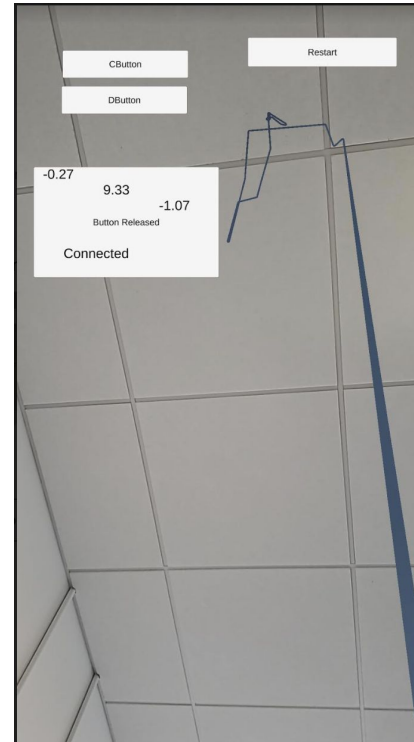 CButton
Restart
DButton
-0.27
9.33
-1.07
Button Released
Connected